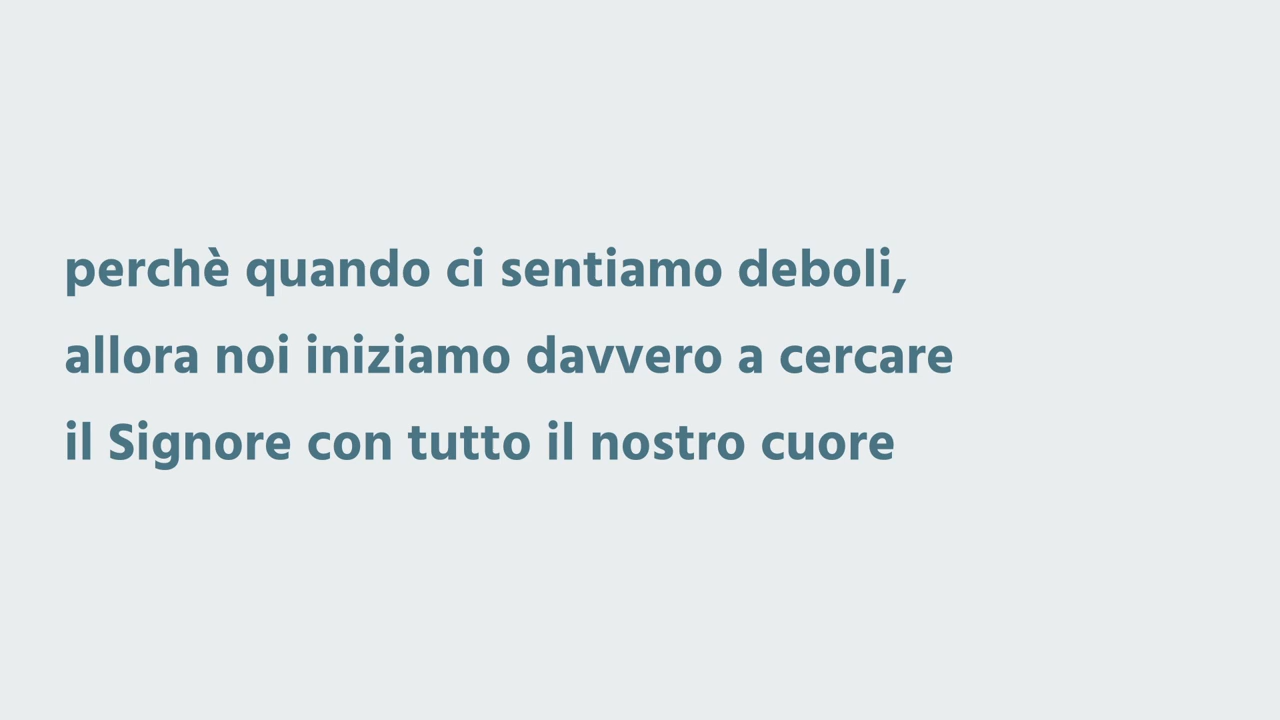 perchè quando ci sentiamo deboli,
allora noi iniziamo davvero a cercare
il Signore con tutto il nostro cuore